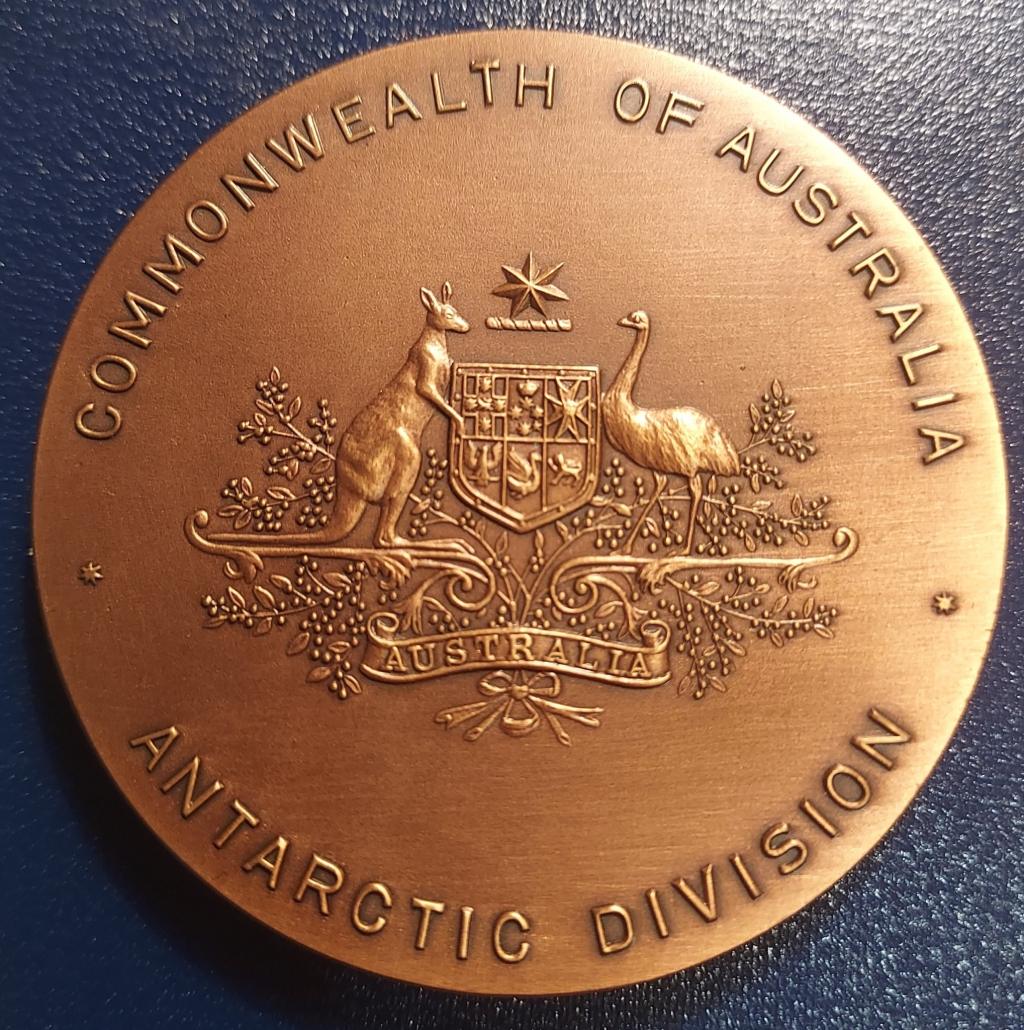 COMMONWEALTH OF AUSTRALIA
AUSTRALIA
ANTARCTIC DIVISION